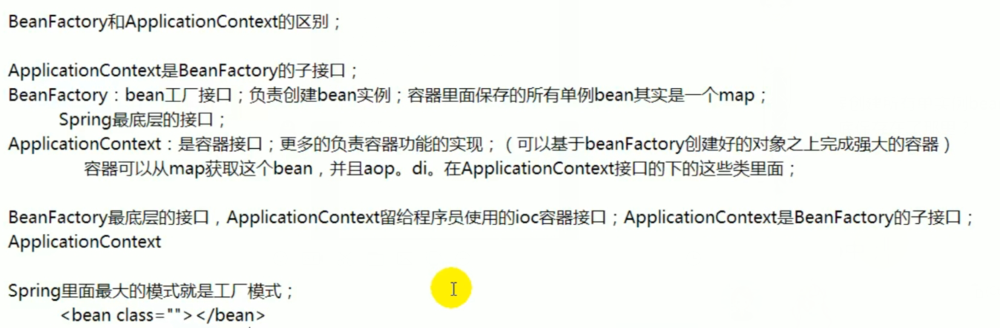 BeanFactory和ApplicationContext的区别；
ApplicationContext是BeanFactory的子接口；
BeanFactory：bean工厂接口；负责创建bean实例；容器里面保存的所有单例bean其实是一个map；
Spring最底层的接口；
ApplicationContext：是容器接口；更多的负责容器功能的实现；（可以基于beanFactory创建好的对象之上完成强大的容器）
容器可以从map获取这个bean，并且aop。di。在ApplicationContext接口的下的这些类里面；
BeanFactory最底层的接口，ApplicationContext留给程序员使用的ioc容器接口；ApplicationContext是BeanFactory的子接口；
ApplicationContext
Spring里面最大的模式就是工厂模式；
<bean class=""></bean>